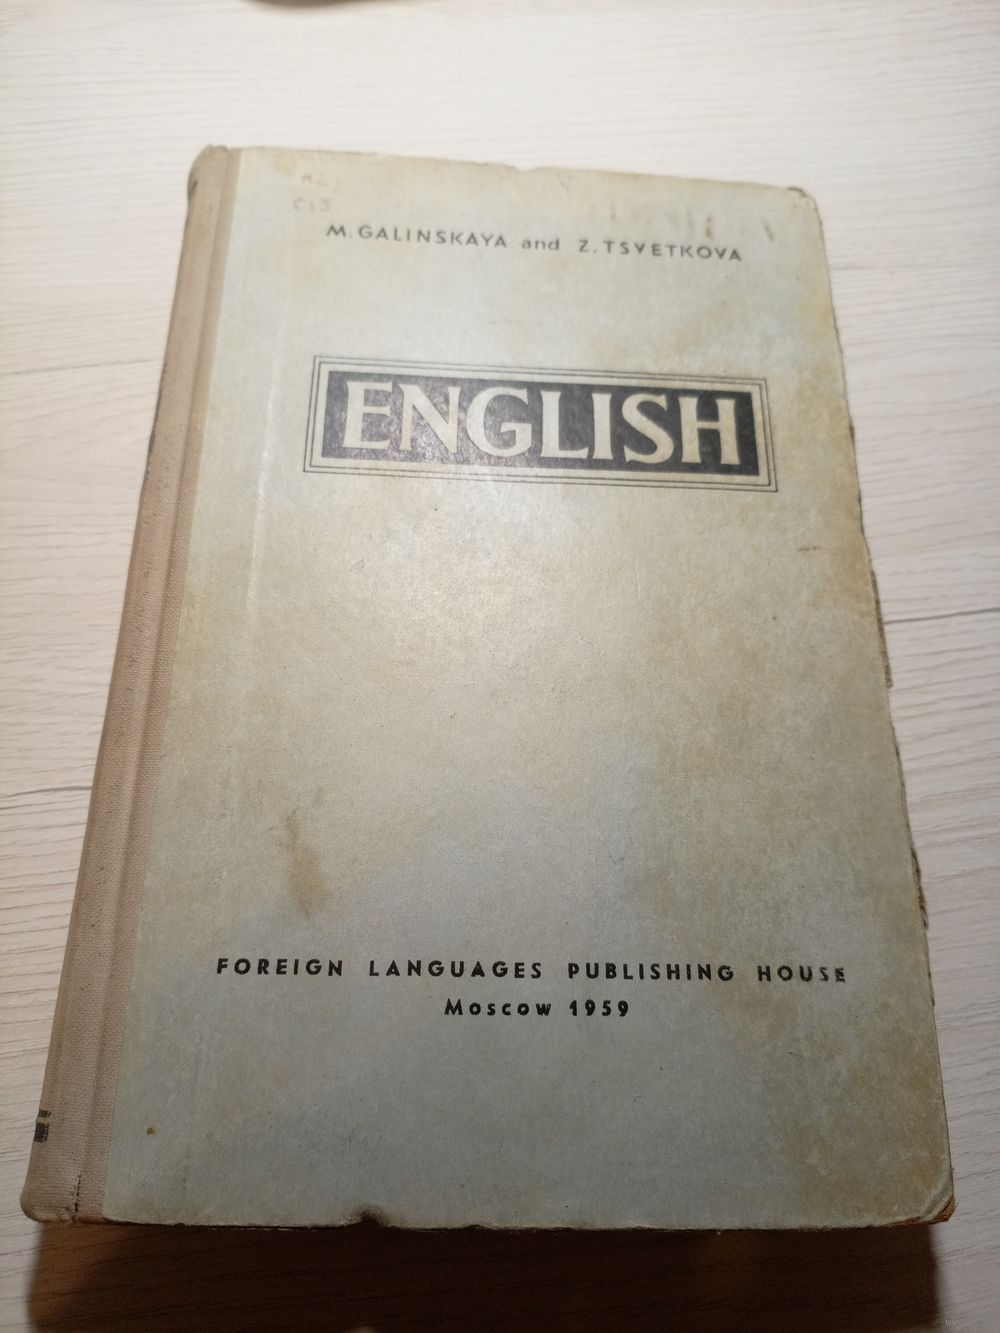 M. GALINSKAYA and Z. TSVETKOVA
ENGLISH
FOREIGN LANGUAGES PUBLISHING HOUSE
Moscow 1959